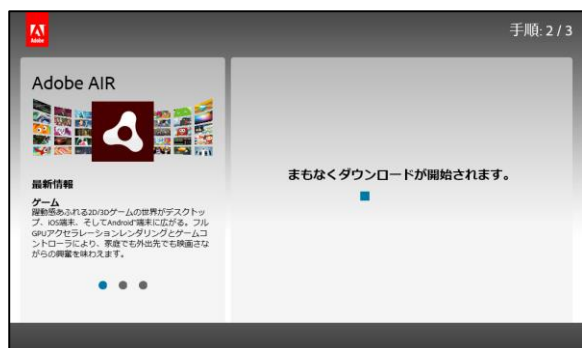 Adobe
手順: 2 / 3
Adobe AIR
最新情報
ゲーム
躍動感あふれる2D/3Dゲームの世界がデスクトッ
プ、iOS端末、そしてAndroid™端末に広がる。フル
GPUアクセラレーションレンダリングとゲームコ
ントローラにより、家庭でも外出先でも映画さな
がらの興奮を味わえます。
まもなくダウンロードが開始されます。